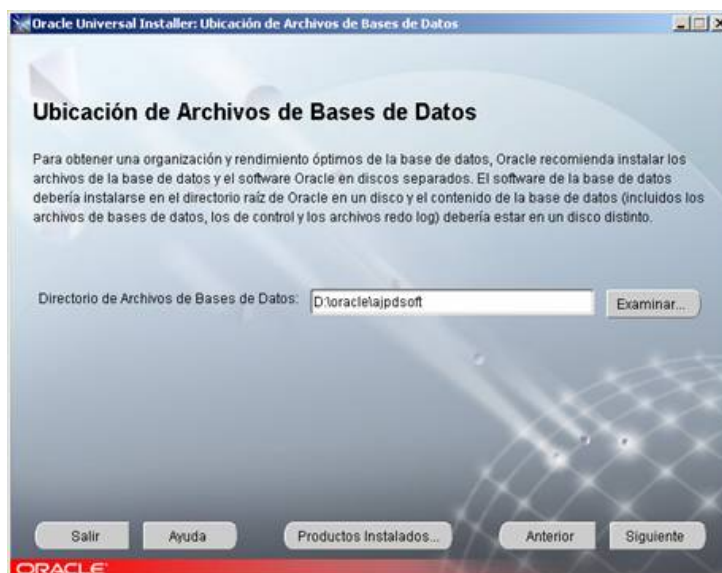 Oracle Universal Installer: Ubicación de Archivos de Bases de Datos
Ubicación de Archivos de Bases de Datos
Para obtener una organización y rendimiento óptimos de la base de datos, Oracle recomienda instalar los
archivos de la base de datos y el software Oracle en discos separados. El software de la base de datos
debería instalarse en el directorio raíz de Oracle en un disco y el contenido de la base de datos (incluidos los
archivos de bases de datos, los de control y los archivos redo log) debería estar en un disco distinto.
Directorio de Archivos de Bases de Datos: D:\oracle\ajpdsoft Examinar...
Salir Ayuda Productos Instalados... Anterior Siguiente
ORACLE